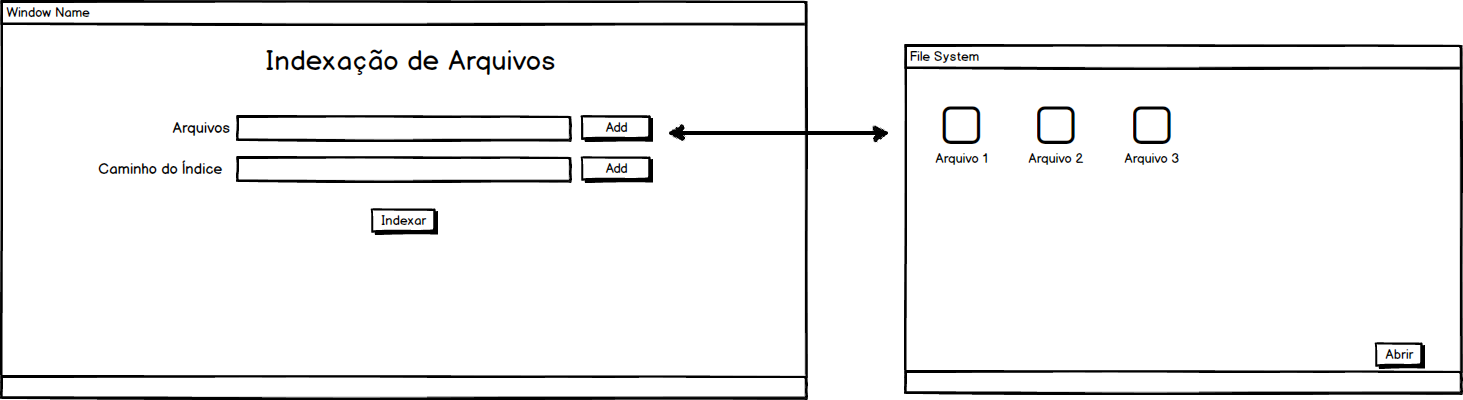 Window Name
Indexação de Arquivos
Arquivos
Add
Caminho do Índice
Add
Indexar
File System
Arquivo 1
Arquivo 2
Arquivo 3
Abrir